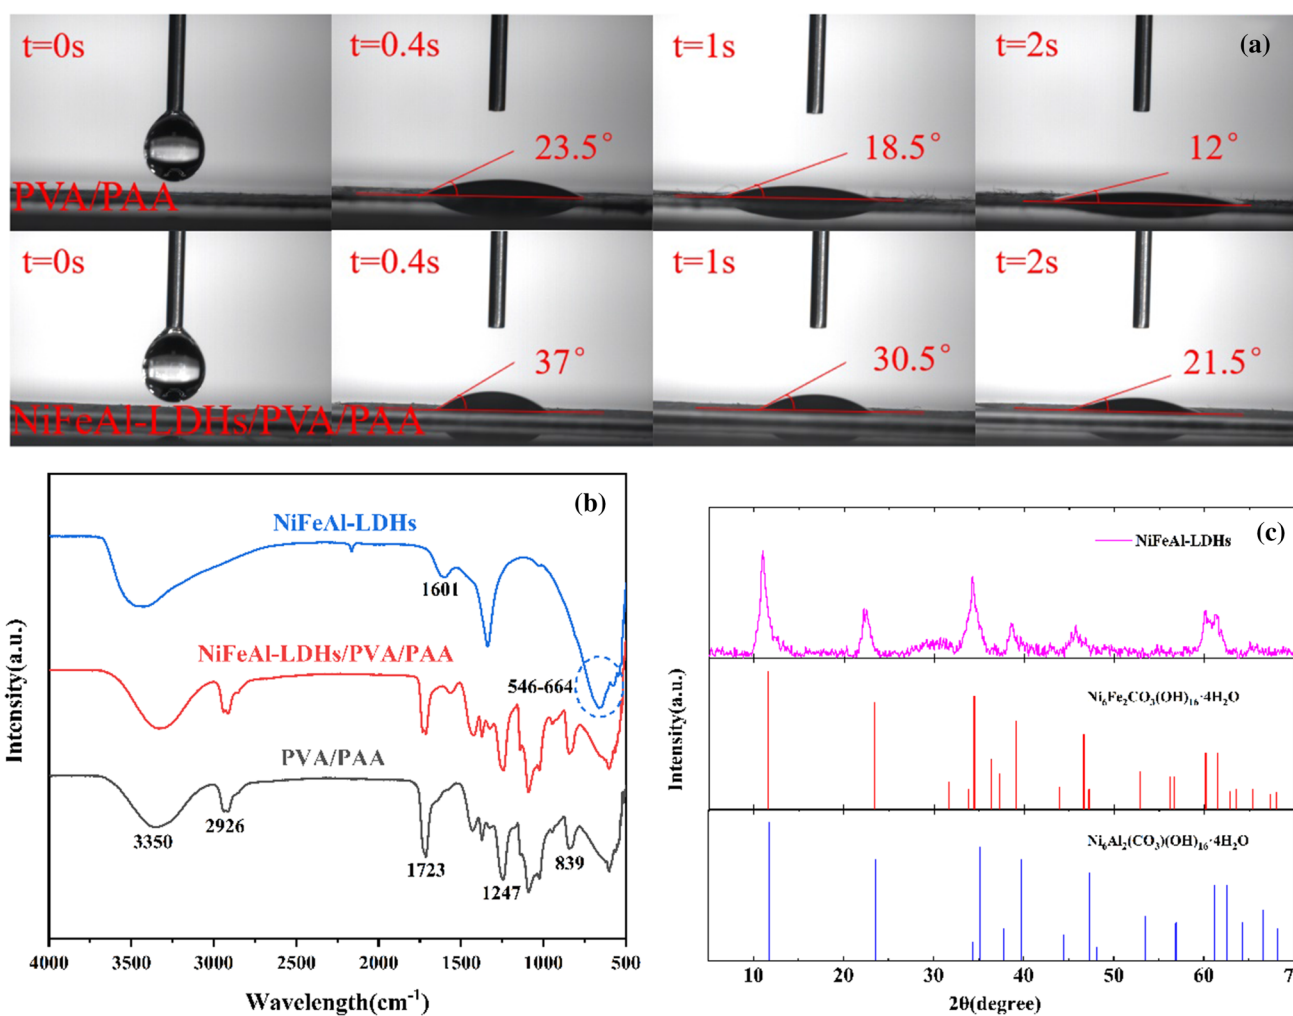 t=0s
t=0.4s
t=1s
t=2s
(a)
23.5°
18.5°
12°
PVA/PAA
t=0s
t=0.4s
t=1s
t=2s
37°
30.5°
21.5°
NiFeAl-LDHs/PVA/PAA
(b)
NiFeAl-LDHs
1601
NiFeAl-LDHs/PVA/PAA
546-664
PVA/PAA
3350
2926
1723
1247
839
Intensity(a.u.)
4000 3500 3000 2500 2000 1500 1000 500
Wavelength(cm⁻¹)
(c)
NiFeAl-LDHs
Ni₆Fe₂CO₃(OH)₁₆·4H₂O
Ni₆Al₂(CO₃)(OH)₁₆·4H₂O
Intensity(a.u.)
10 20 30 40 50 60 7
2θ(degree)